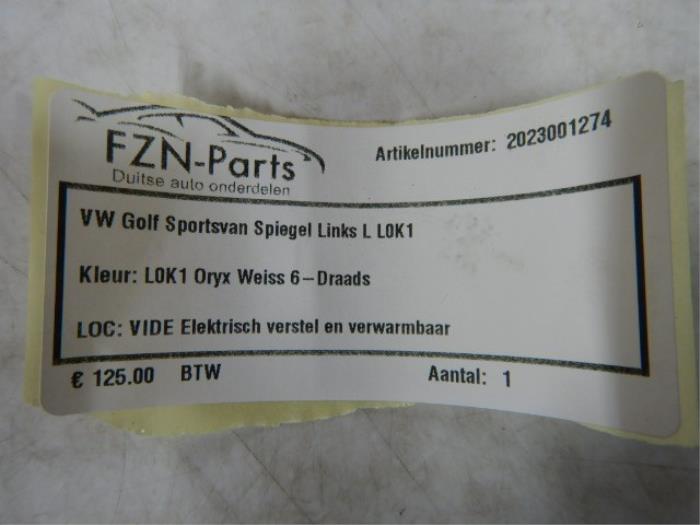 FZN-Parts
Duitse auto onderdelen
Artikelnummer: 2023001274
VW Golf Sportsvan Spiegel Links L L0K1
Kleur: L0K1 Oryx Weiss 6-Draads
LOC: VIDE Elektrisch verstel en verwarmbaar
€ 125.00 BTW
Aantal: 1